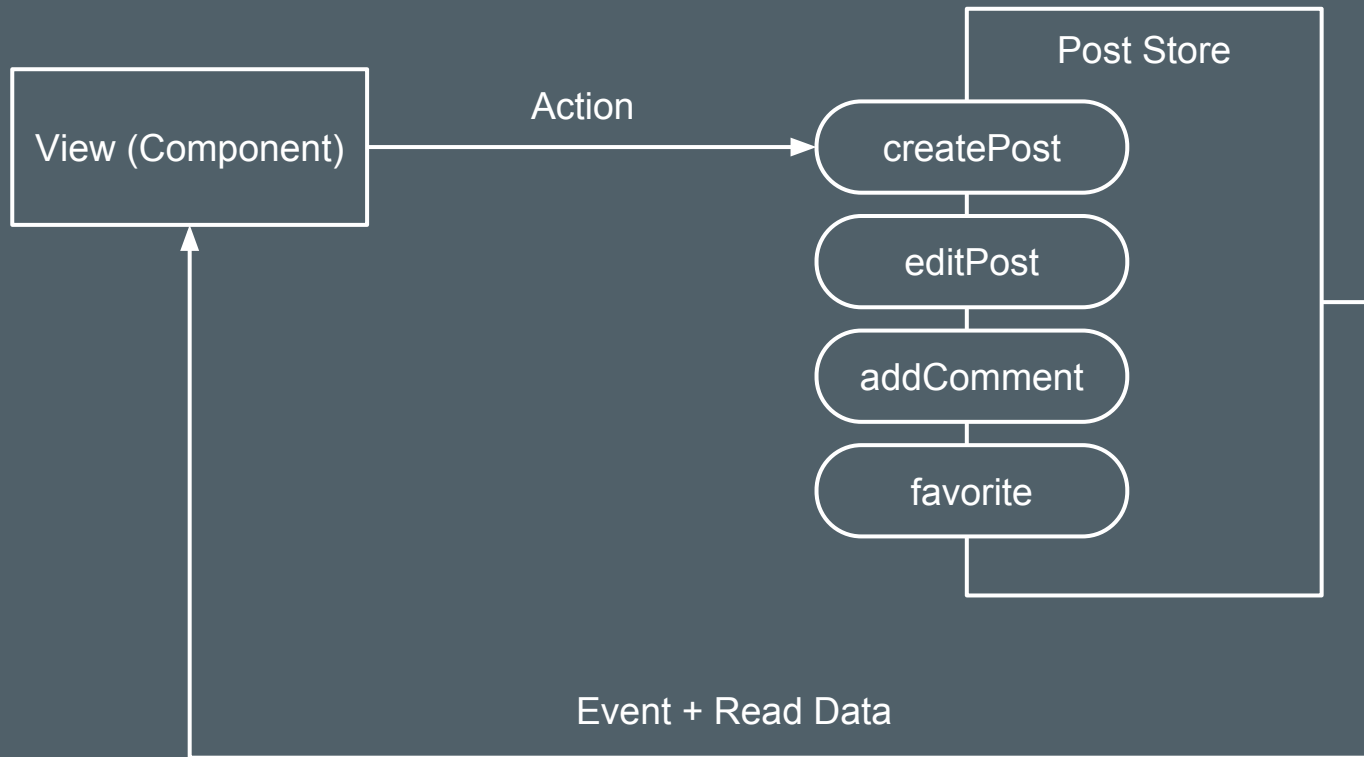 Post Store
Action
View (Component)
createPost
editPost
addComment
favorite
Event + Read Data